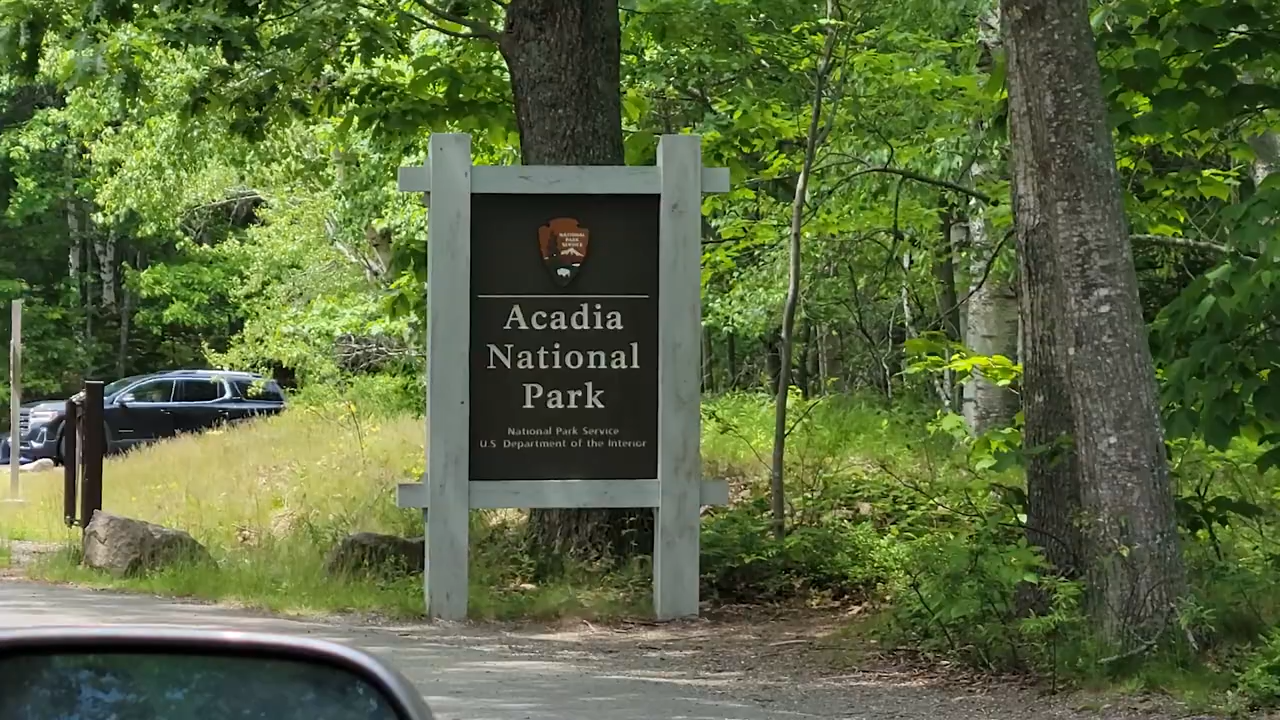 NATIONAL
PARK
SERVICE
Acadia
National
Park
National Park Service
U.S. Department of the Interior